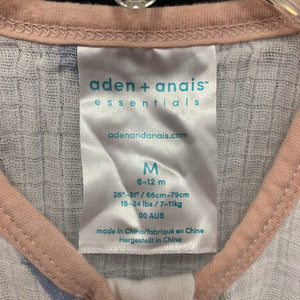 aden + anais™
essentials
adenandanais.com
M
6-12 m
26"-31" / 66cm-79cm
15-24 lbs / 7-11kg
00 AUS
made in China/fabriqué en Chine
Hergestellt in China